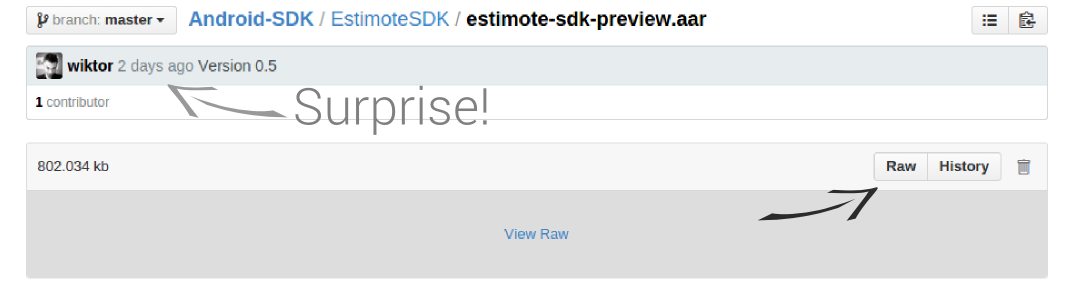 branch: master Android-SDK / EstimoteSDK / estimote-sdk-preview.aar
wiktor 2 days ago Version 0.5
1 contributor
Surprise!
802.034 kb Raw History
View Raw